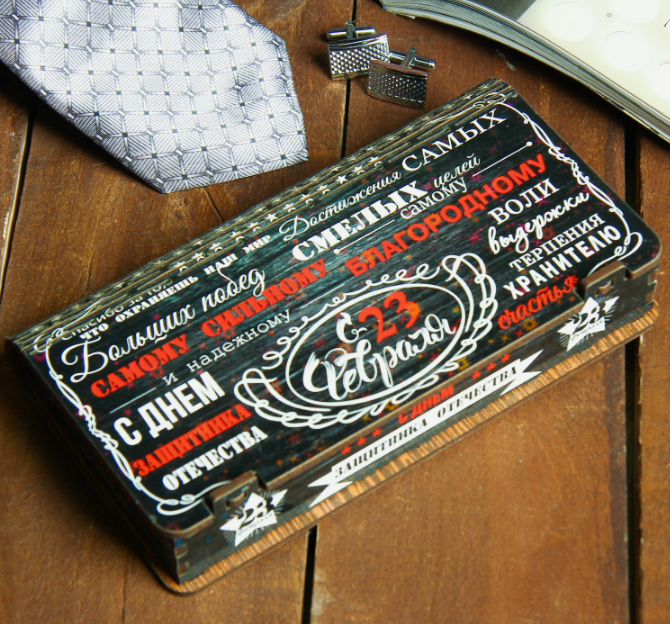 Спасибо за то,
ЧТО ОХРАНЯЕШЬ НАШ МИР
Достижения САМЫХ
СМЕЛЫХ целей
Больших побед
самому
САМОМУ СИЛЬНОМУ БЛАГОРОДНОМУ
и надежному
ВОЛИ
выдержки
ТЕРПЕНИЯ
ХРАНИТЕЛЮ
счастья
С 23
Февраля
С ДНЕМ
ЗАЩИТНИКА
ОТЕЧЕСТВА
С ДНЕМ
ЗАЩИТНИКА ОТЕЧЕСТВА
23
23